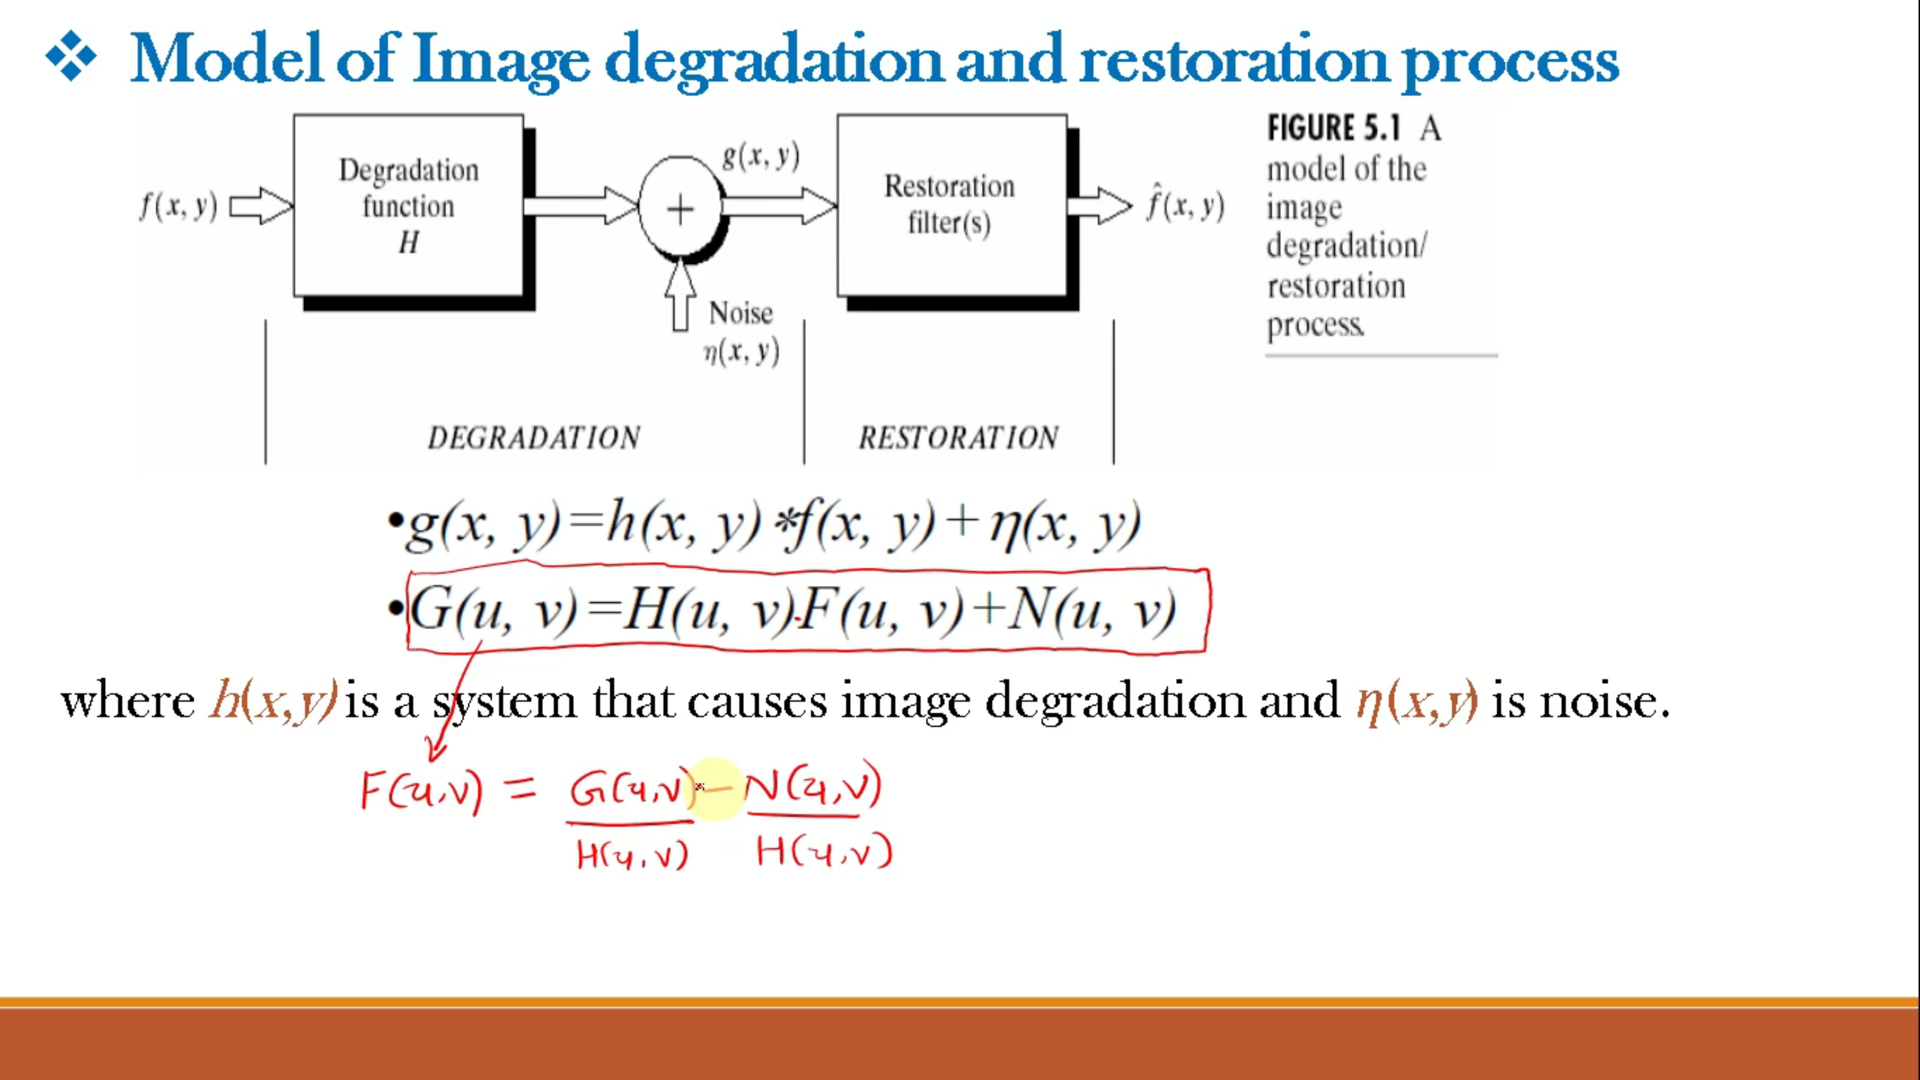 ❖ Model of Image degradation and restoration process
f(x, y)
Degradation
function
H
+
g(x, y)
Noise
η(x, y)
Restoration
filter(s)
f̂(x, y)
FIGURE 5.1 A
model of the
image
degradation/
restoration
process.
DEGRADATION
RESTORATION
•g(x, y)=h(x, y)*f(x, y)+η(x, y)
•G(u, v)=H(u, v).F(u, v)+N(u, v)
where h(x,y) is a system that causes image degradation and η(x,y) is noise.
F(u,v) = G(u,v) − N(u,v)
H(u,v) H(u,v)